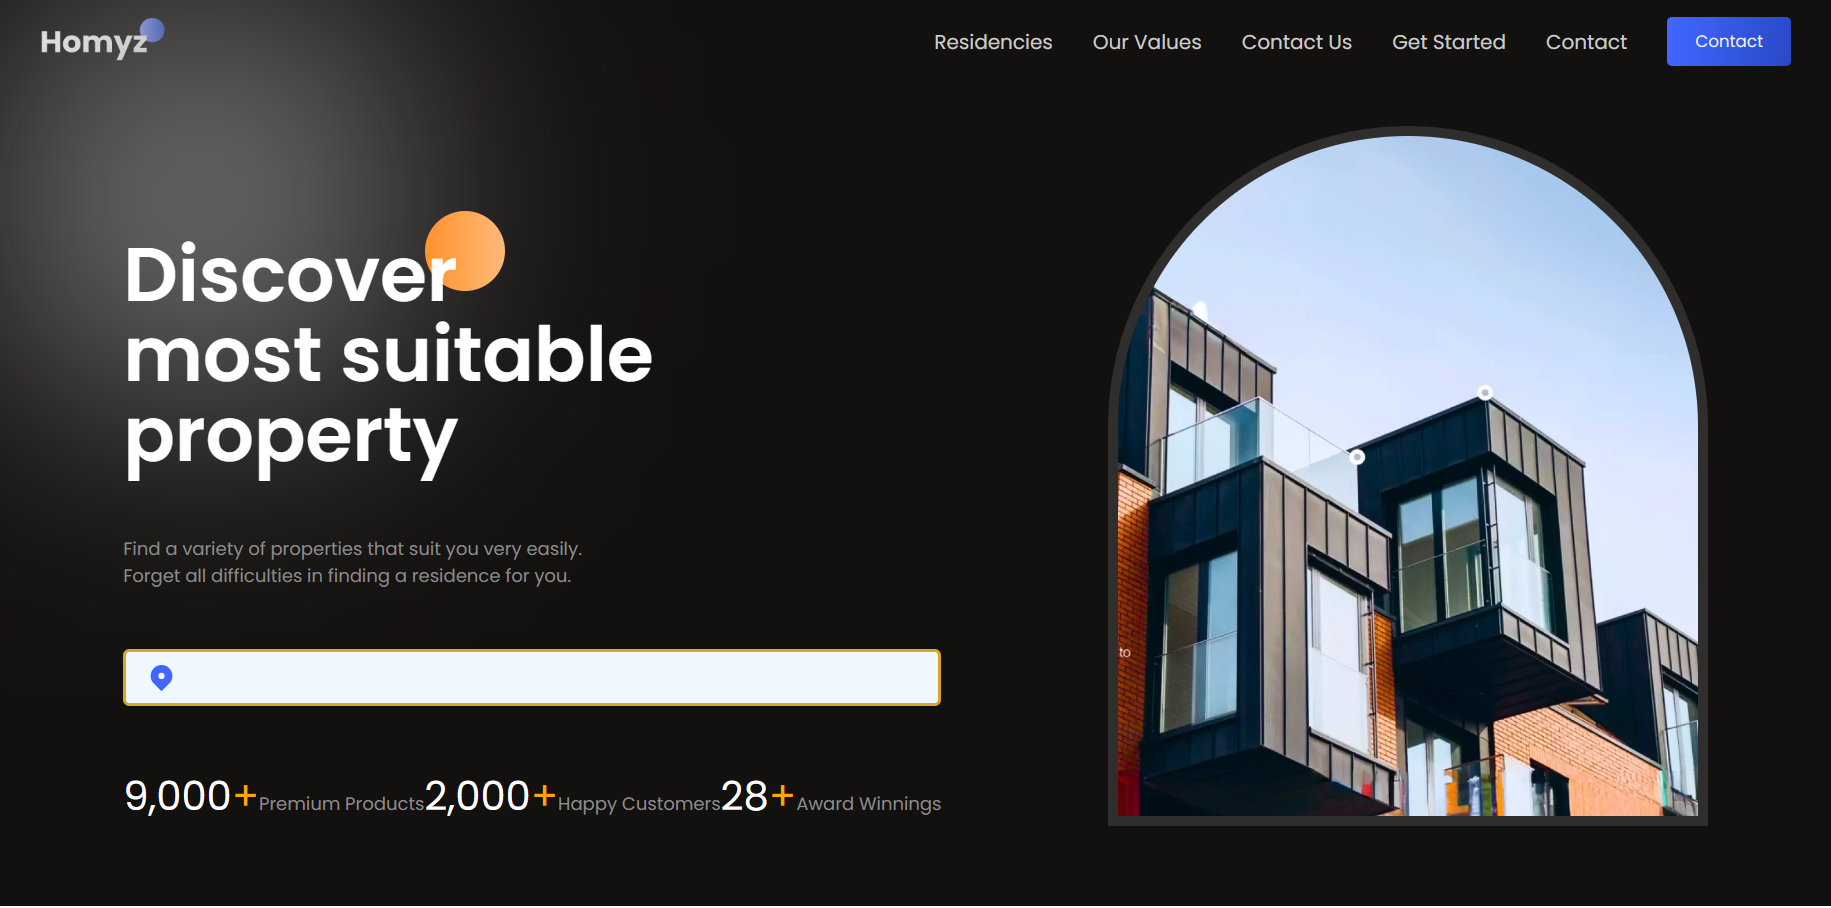 Homyz
Residencies Our Values Contact Us Get Started Contact Contact
Discover
most suitable
property
Find a variety of properties that suit you very easily.
Forget all difficulties in finding a residence for you.
to
9,000+ Premium Products 2,000+ Happy Customers 28+ Award Winnings